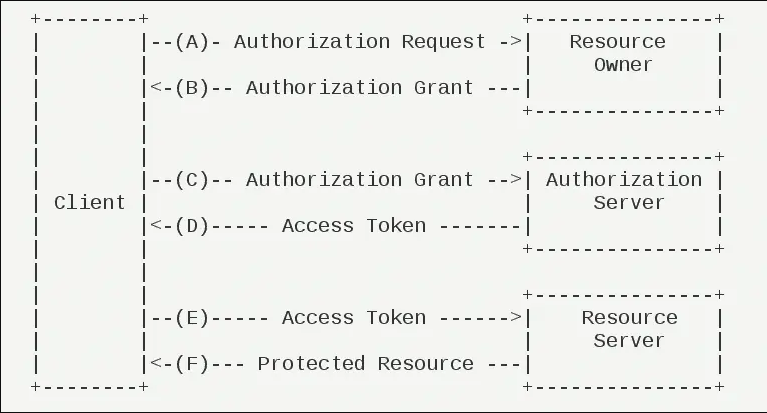 +--------+                               +---------------+
|        |--(A)- Authorization Request ->|   Resource    |
|        |                               |     Owner     |
|        |<-(B)-- Authorization Grant ---|               |
|        |                               +---------------+
|        |
|        |                               +---------------+
|        |--(C)-- Authorization Grant -->| Authorization |
| Client |                               |     Server    |
|        |<-(D)----- Access Token -------|               |
|        |                               +---------------+
|        |
|        |                               +---------------+
|        |--(E)----- Access Token ------>|    Resource   |
|        |                               |     Server    |
|        |<-(F)--- Protected Resource ---|               |
+--------+                               +---------------+